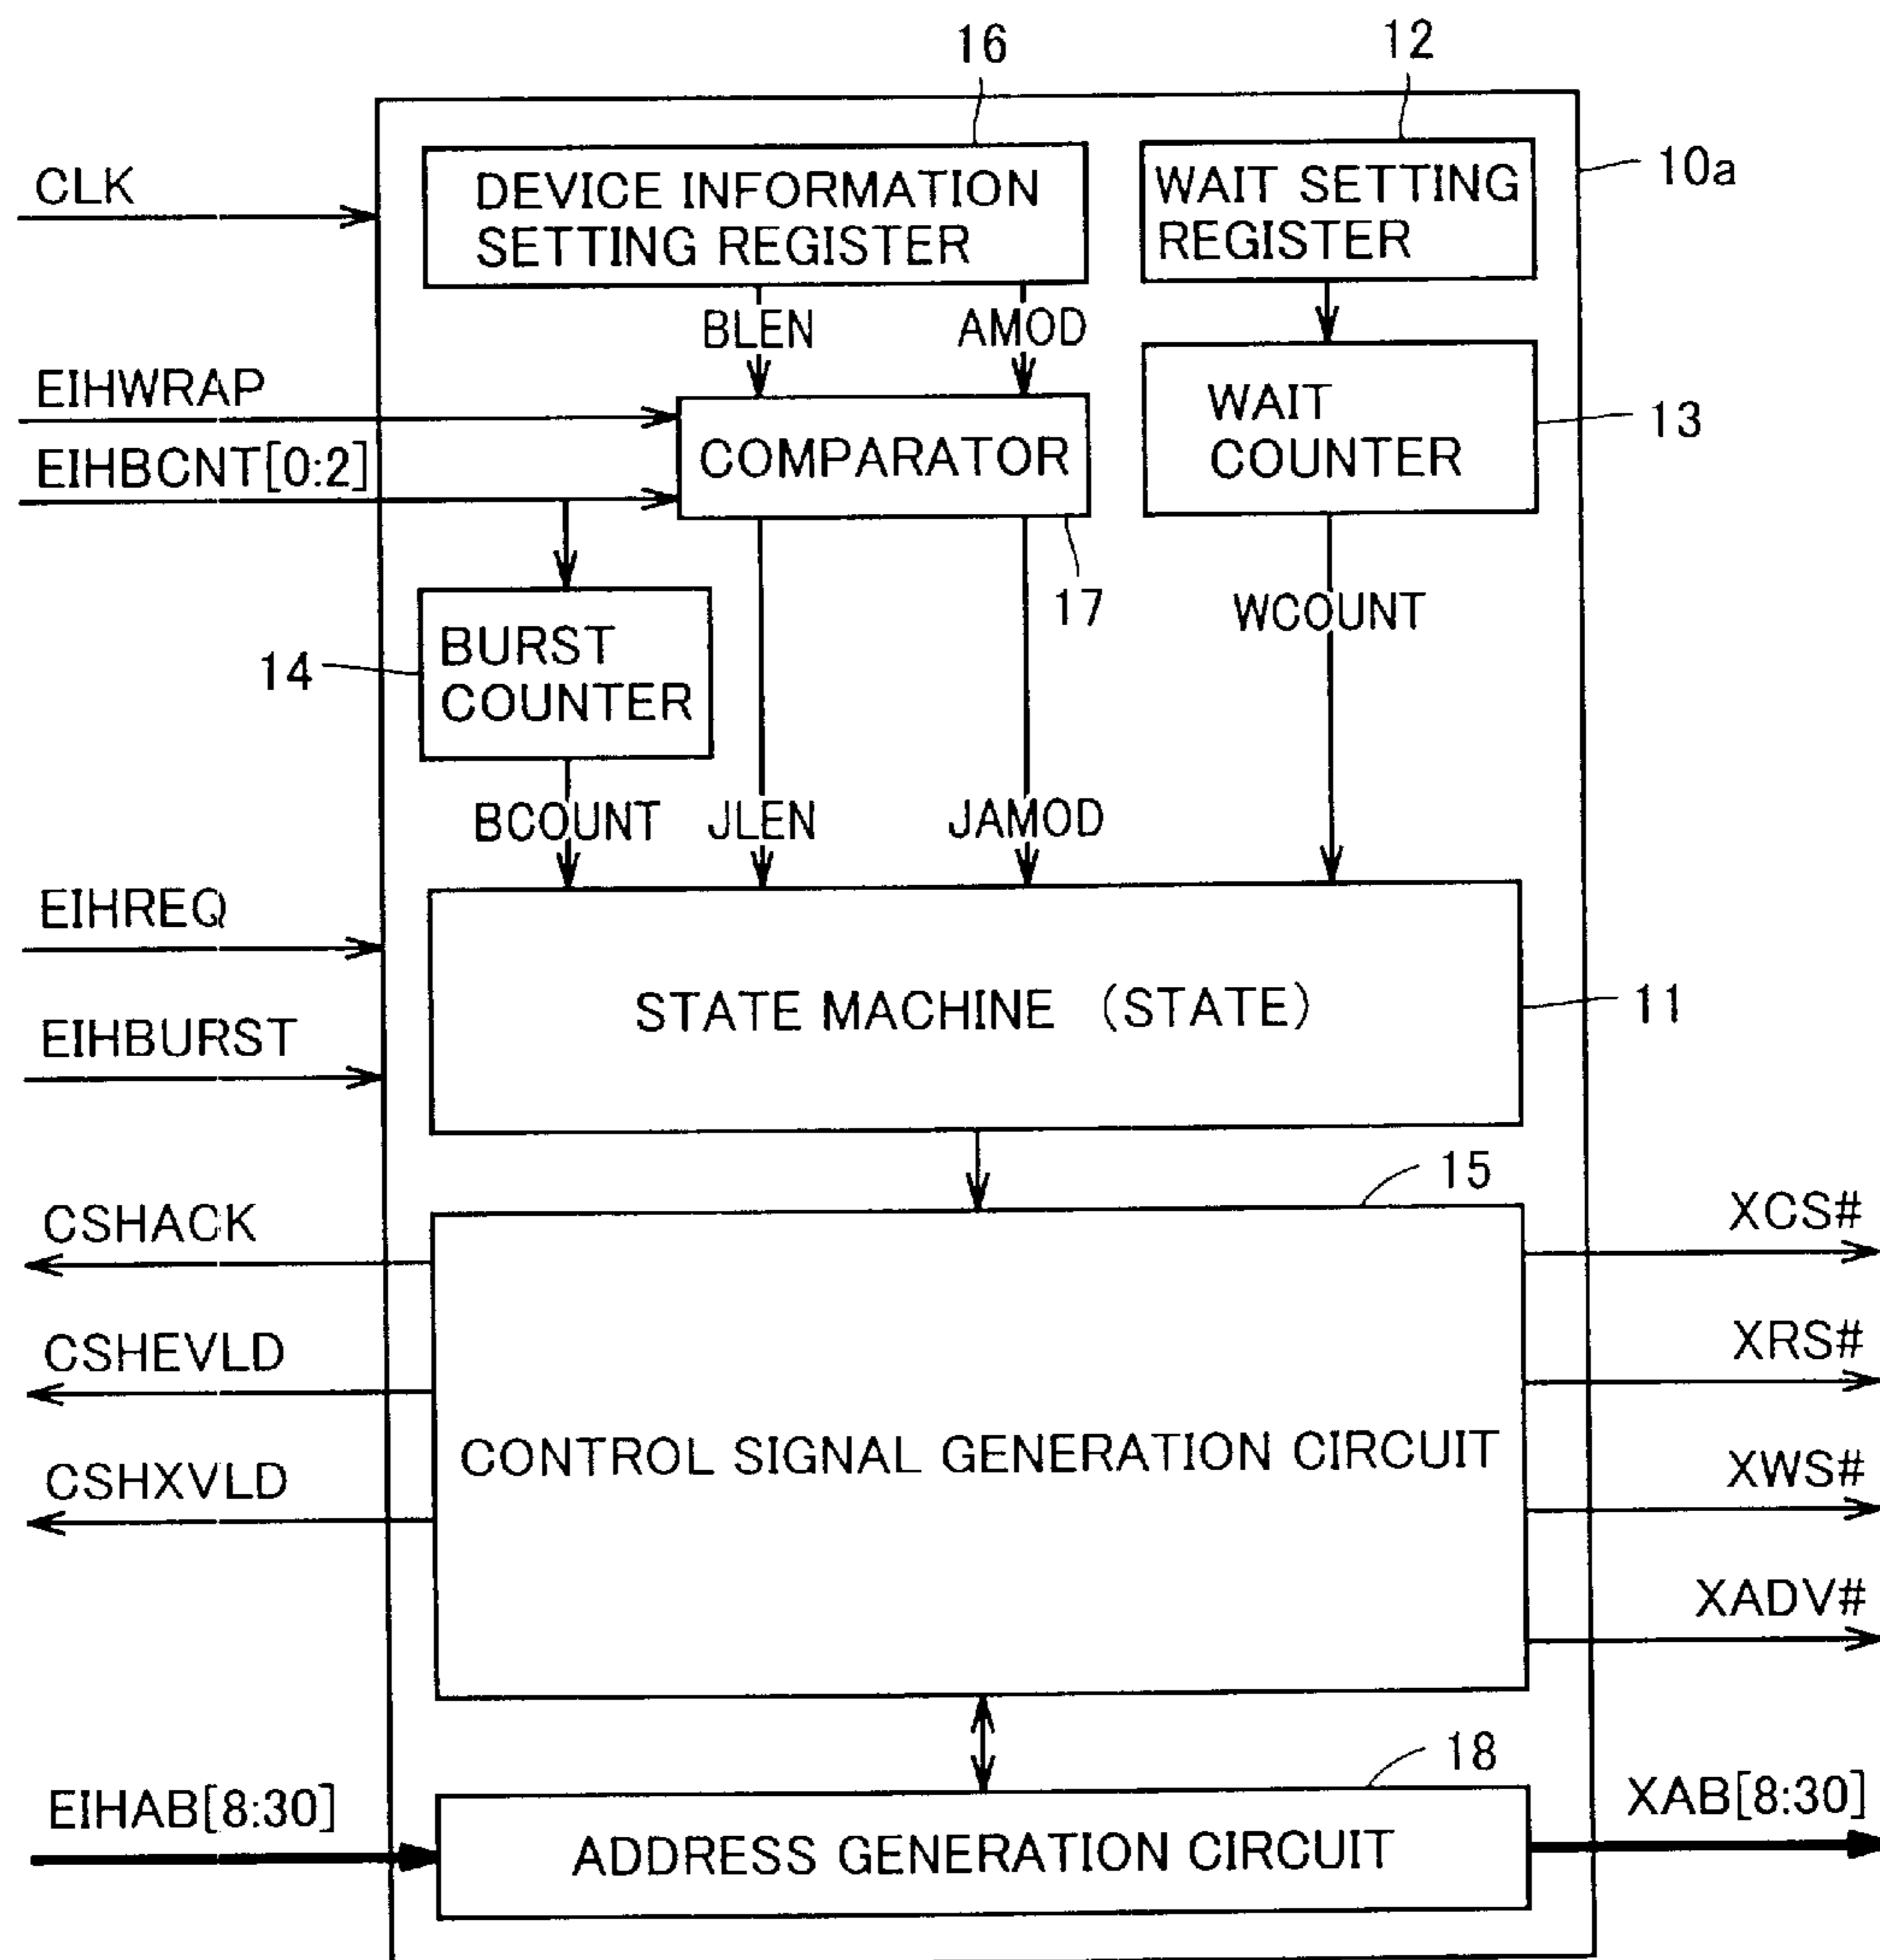 16
12
10a
CLK
DEVICE INFORMATION
SETTING REGISTER
WAIT SETTING
REGISTER
BLEN
AMOD
EIHWRAP
EIHBCNT[0:2]
COMPARATOR
WAIT
COUNTER
13
17
14
BURST
COUNTER
WCOUNT
BCOUNT
JLEN
JAMOD
EIHREQ
EIHBURST
STATE MACHINE (STATE)
11
15
CSHACK
XCS#
CSHEVLD
XRS#
CONTROL SIGNAL GENERATION CIRCUIT
CSHXVLD
XWS#
XADV#
18
EIHAB[8:30]
ADDRESS GENERATION CIRCUIT
XAB[8:30]